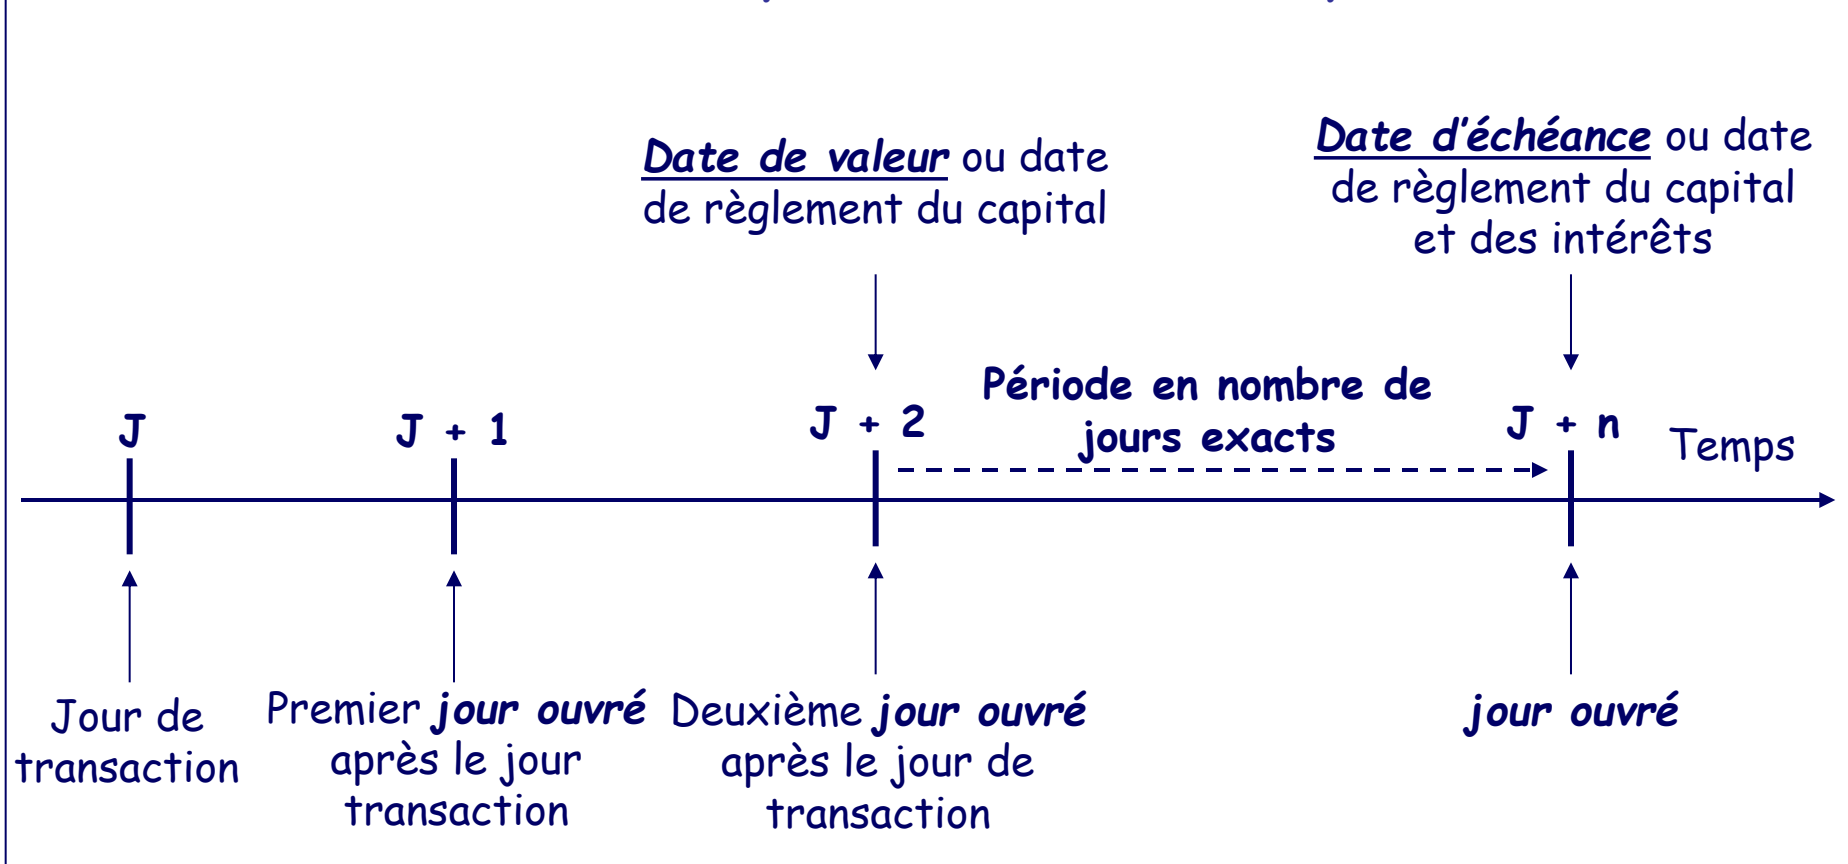 Date de valeur ou date
de règlement du capital
Date d'échéance ou date
de règlement du capital
et des intérêts
J
J + 1
J + 2
Période en nombre de
jours exacts
J + n
Temps
Jour de
transaction
Premier jour ouvré
après le jour
transaction
Deuxième jour ouvré
après le jour de
transaction
jour ouvré